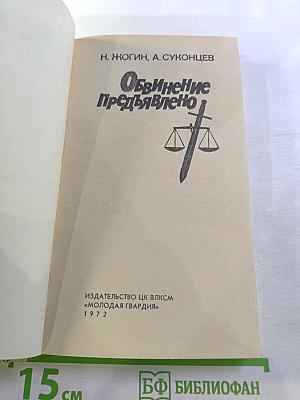 Н. ЖОГИН, А. СУКОНЦЕВ
ОБВИНЕНИЕ
ПРЕДЪЯВЛЕНО
ИЗДАТЕЛЬСТВО ЦК ВЛКСМ
«МОЛОДАЯ ГВАРДИЯ»
1972
15 СМ
БФ БИБЛИОФАН